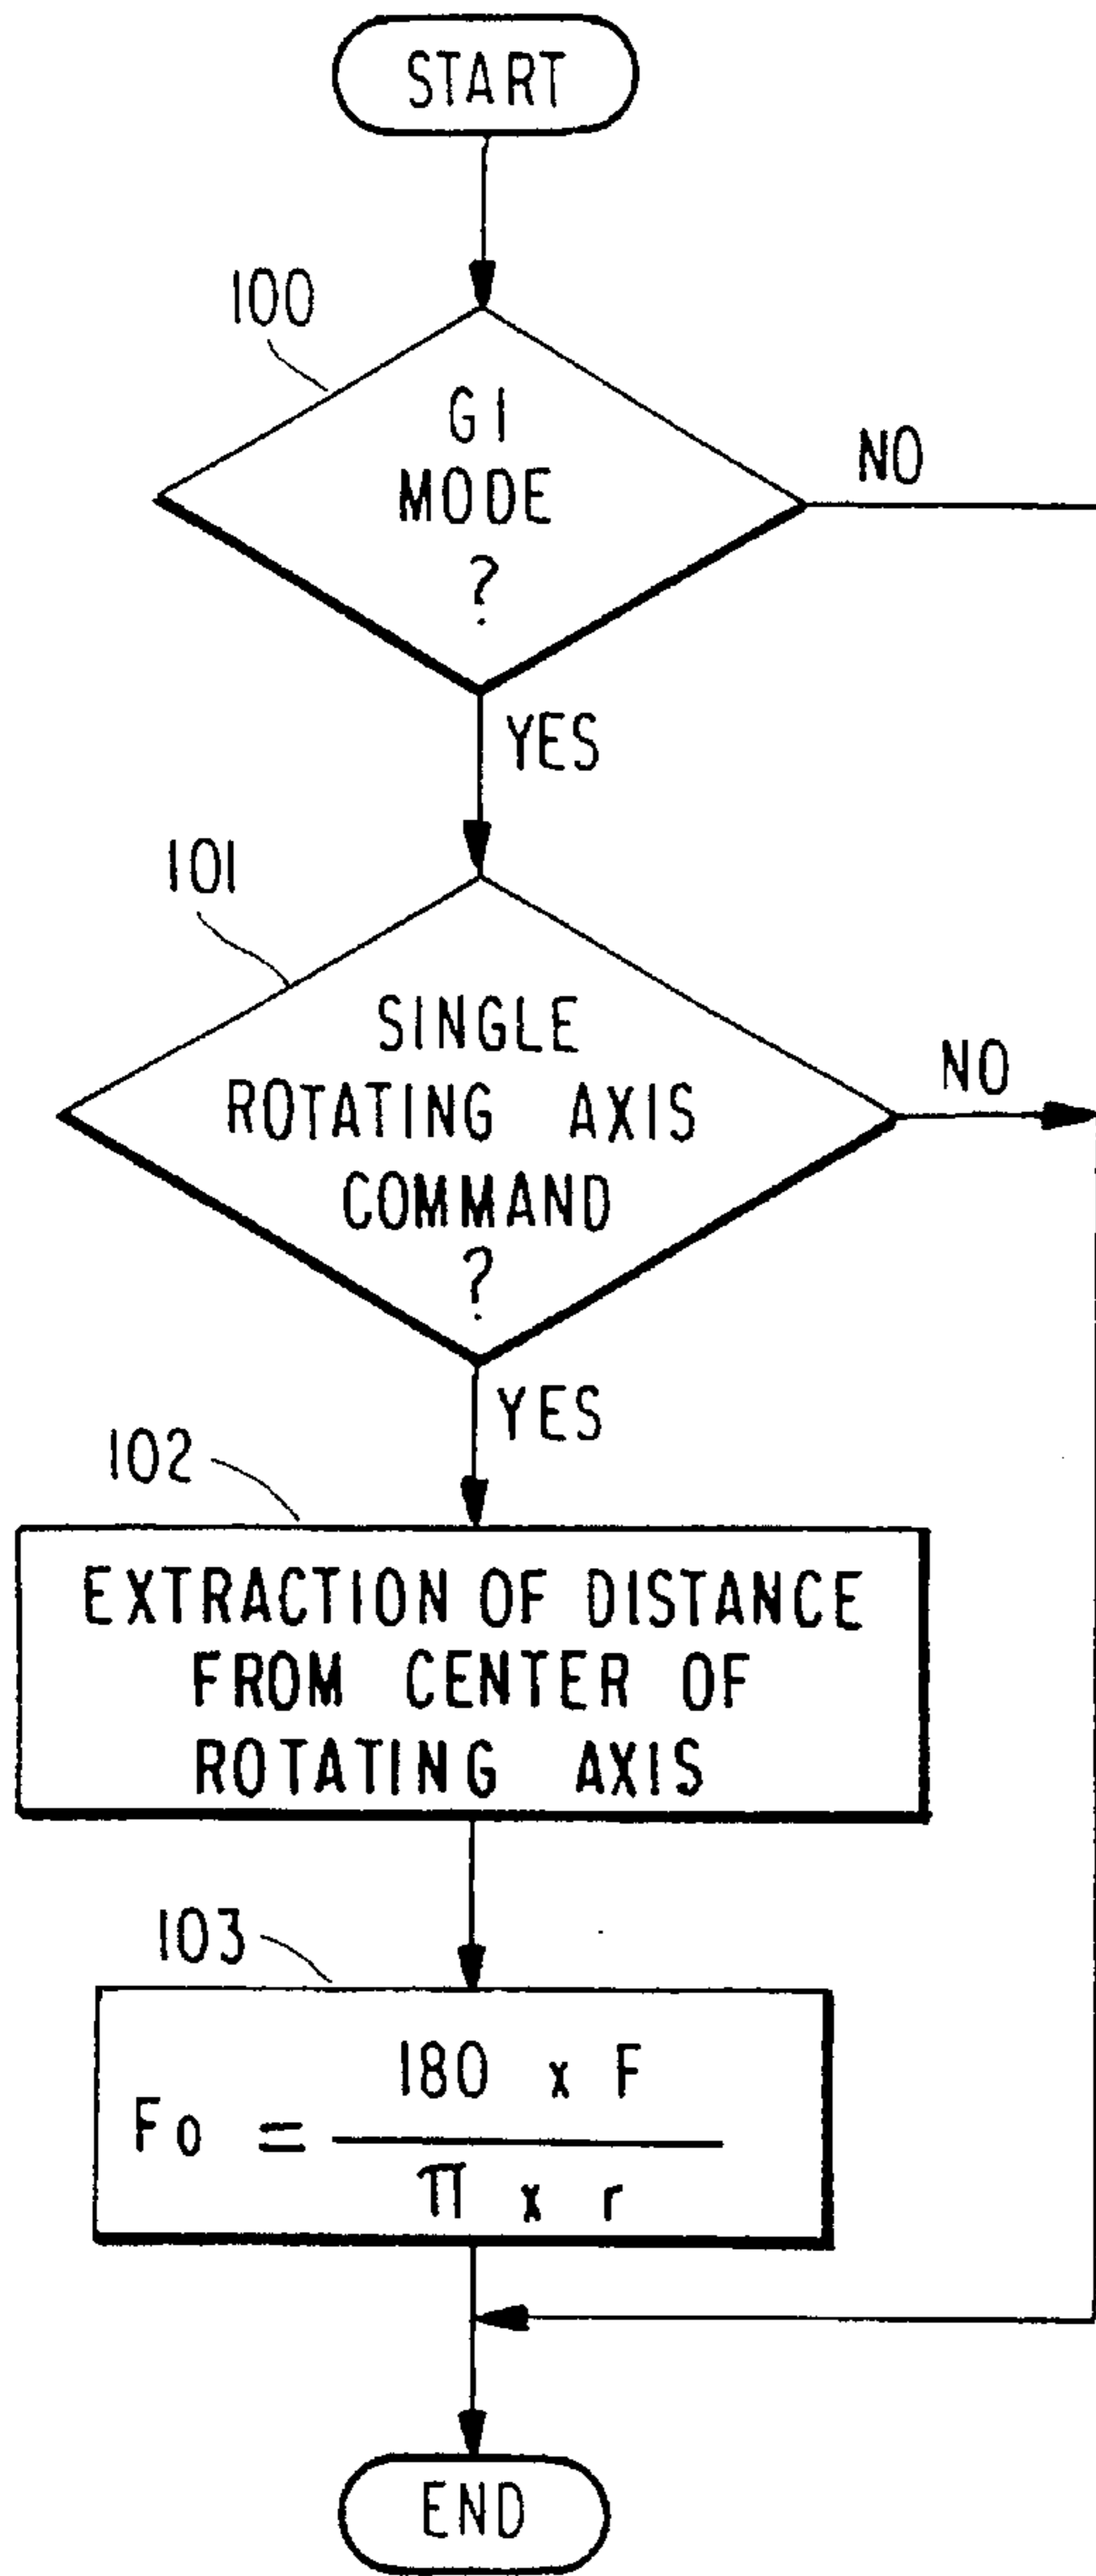 START
100
G1
MODE
?
NO
YES
101
SINGLE
ROTATING AXIS
COMMAND
?
NO
YES
102
EXTRACTION OF DISTANCE
FROM CENTER OF
ROTATING AXIS
103
Fo = 180 x F / π x r
END